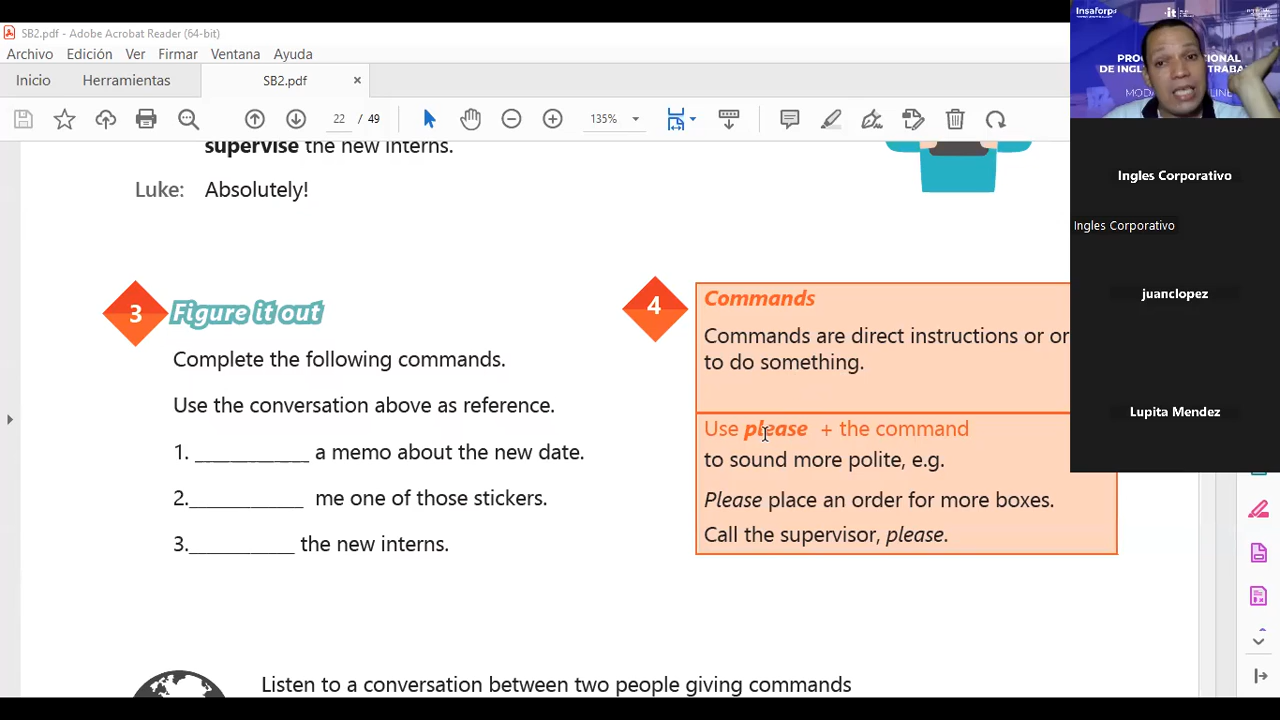 SB2.pdf - Adobe Acrobat Reader (64-bit)
Archivo Edición Ver Firmar Ventana Ayuda
Inicio Herramientas SB2.pdf ×
22 / 49 135%
supervise the new interns.
Luke: Absolutely!
3 Figure it out
Complete the following commands.
Use the conversation above as reference.
1. _____________ a memo about the new date.
2._____________ me one of those stickers.
3.____________ the new interns.
4 Commands
Commands are direct instructions or or
to do something.
Use please + the command
to sound more polite, e.g.
Please place an order for more boxes.
Call the supervisor, please.
Listen to a conversation between two people giving commands
Insaforp it
Ingles Corporativo
Ingles Corporativo
juanclopez
Lupita Mendez